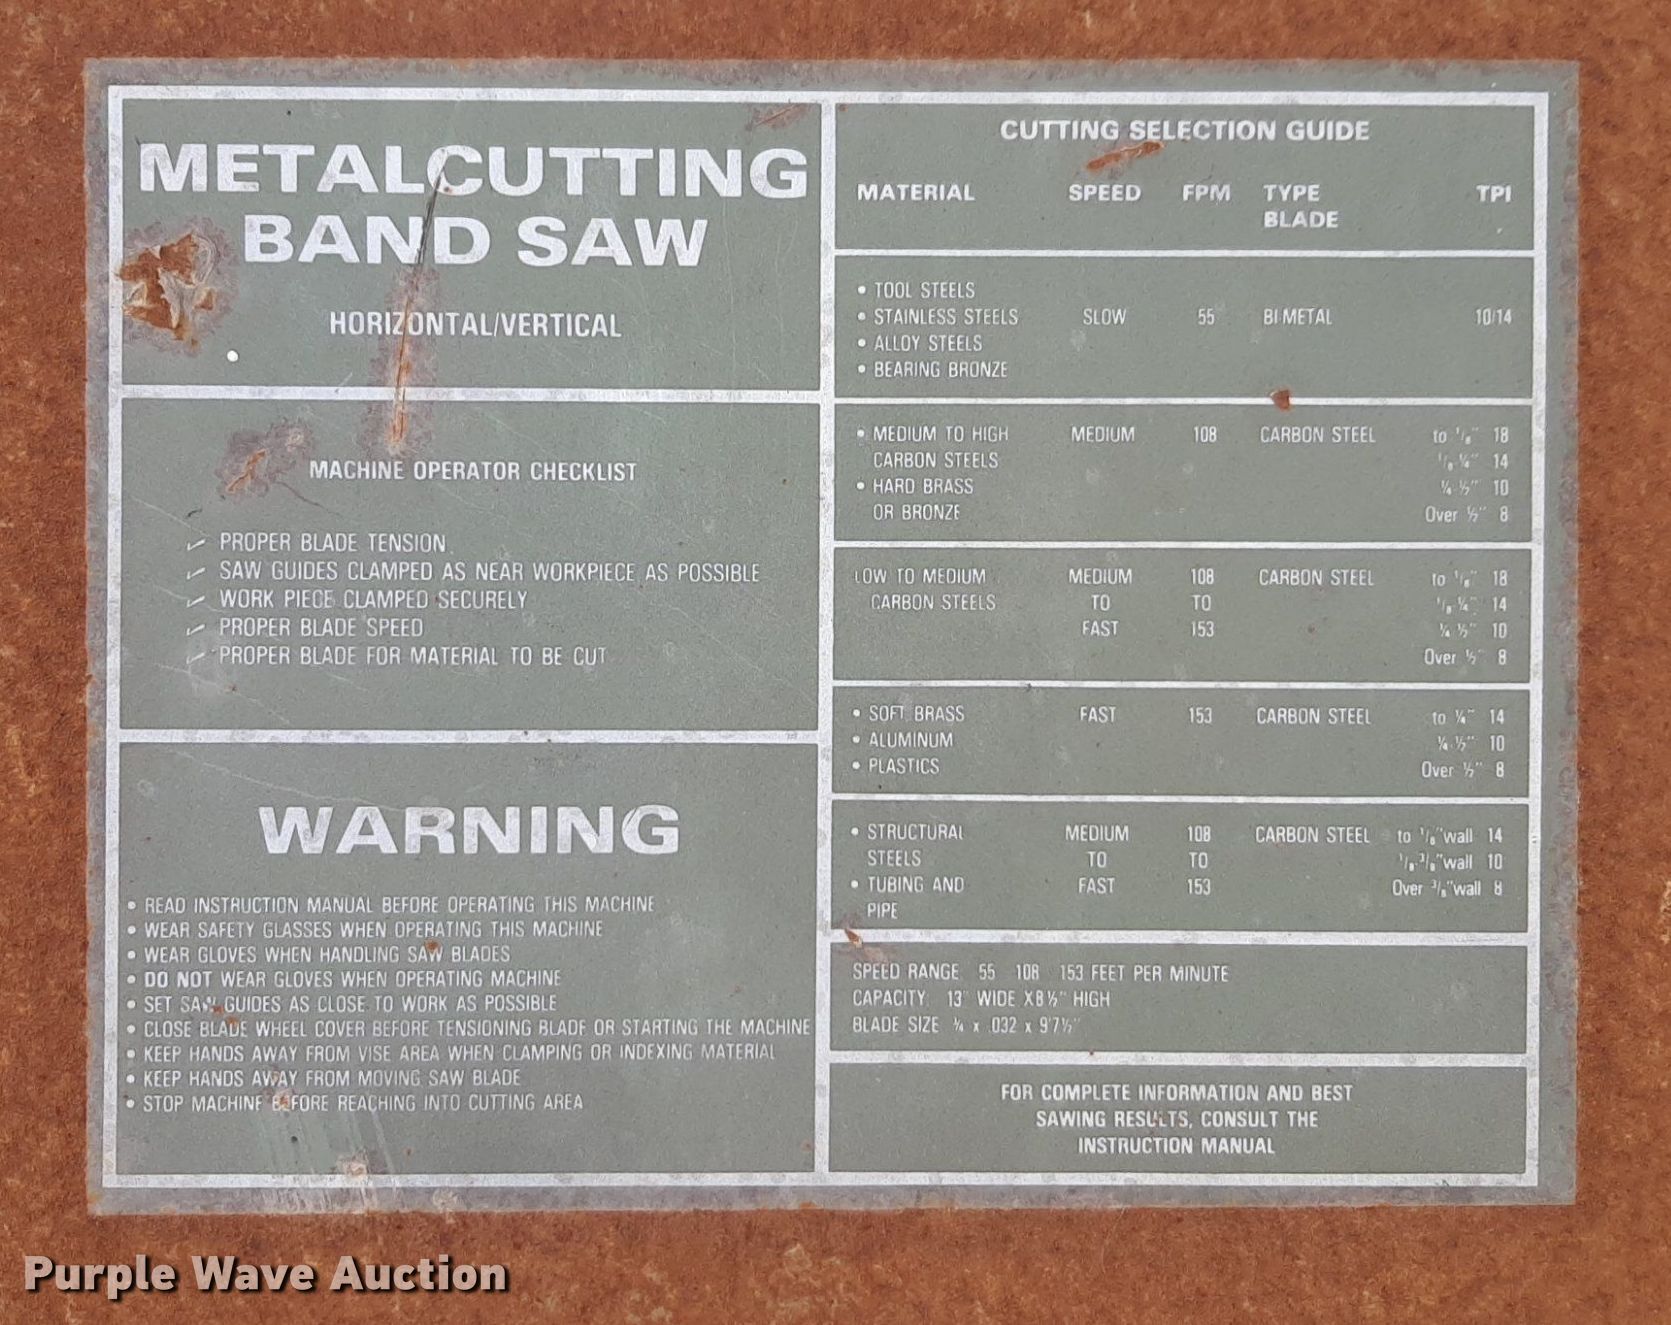 METALCUTTING
BAND SAW
HORIZONTAL/VERTICAL
MACHINE OPERATOR CHECKLIST
✓ PROPER BLADE TENSION
✓ SAW GUIDES CLAMPED AS NEAR WORKPIECE AS POSSIBLE
✓ WORK PIECE CLAMPED SECURELY
✓ PROPER BLADE SPEED
✓ PROPER BLADE FOR MATERIAL TO BE CUT
WARNING
• READ INSTRUCTION MANUAL BEFORE OPERATING THIS MACHINE
• WEAR SAFETY GLASSES WHEN OPERATING THIS MACHINE
• WEAR GLOVES WHEN HANDLING SAW BLADES
• DO NOT WEAR GLOVES WHEN OPERATING MACHINE
• SET SAW GUIDES AS CLOSE TO WORK AS POSSIBLE
• CLOSE BLADE WHEEL COVER BEFORE TENSIONING BLADE OR STARTING THE MACHINE
• KEEP HANDS AWAY FROM VISE AREA WHEN CLAMPING OR INDEXING MATERIAL
• KEEP HANDS AWAY FROM MOVING SAW BLADE
• STOP MACHINE BEFORE REACHING INTO CUTTING AREA
CUTTING SELECTION GUIDE
MATERIAL SPEED FPM TYPE TPI
BLADE
• TOOL STEELS
• STAINLESS STEELS SLOW 55 BI-METAL 10/14
• ALLOY STEELS
• BEARING BRONZE
• MEDIUM TO HIGH MEDIUM 108 CARBON STEEL to 1/8" 18
CARBON STEELS 1/8-¼" 14
• HARD BRASS ¼-½" 10
OR BRONZE Over ½" 8
LOW TO MEDIUM MEDIUM 108 CARBON STEEL to 1/8" 18
CARBON STEELS TO TO 1/8-¼" 14
FAST 153 ¼-½" 10
Over ½" 8
• SOFT BRASS FAST 153 CARBON STEEL to ¼" 14
• ALUMINUM ¼-½" 10
• PLASTICS Over ½" 8
• STRUCTURAL MEDIUM 108 CARBON STEEL to 1/8"wall 14
STEELS TO TO 1/8-3/8"wall 10
• TUBING AND FAST 153 Over 3/8"wall 8
PIPE
SPEED RANGE: 55 108 153 FEET PER MINUTE
CAPACITY: 13" WIDE X 8½" HIGH
BLADE SIZE ¾ x .032 x 9'7½"
FOR COMPLETE INFORMATION AND BEST
SAWING RESULTS, CONSULT THE
INSTRUCTION MANUAL
Purple Wave Auction